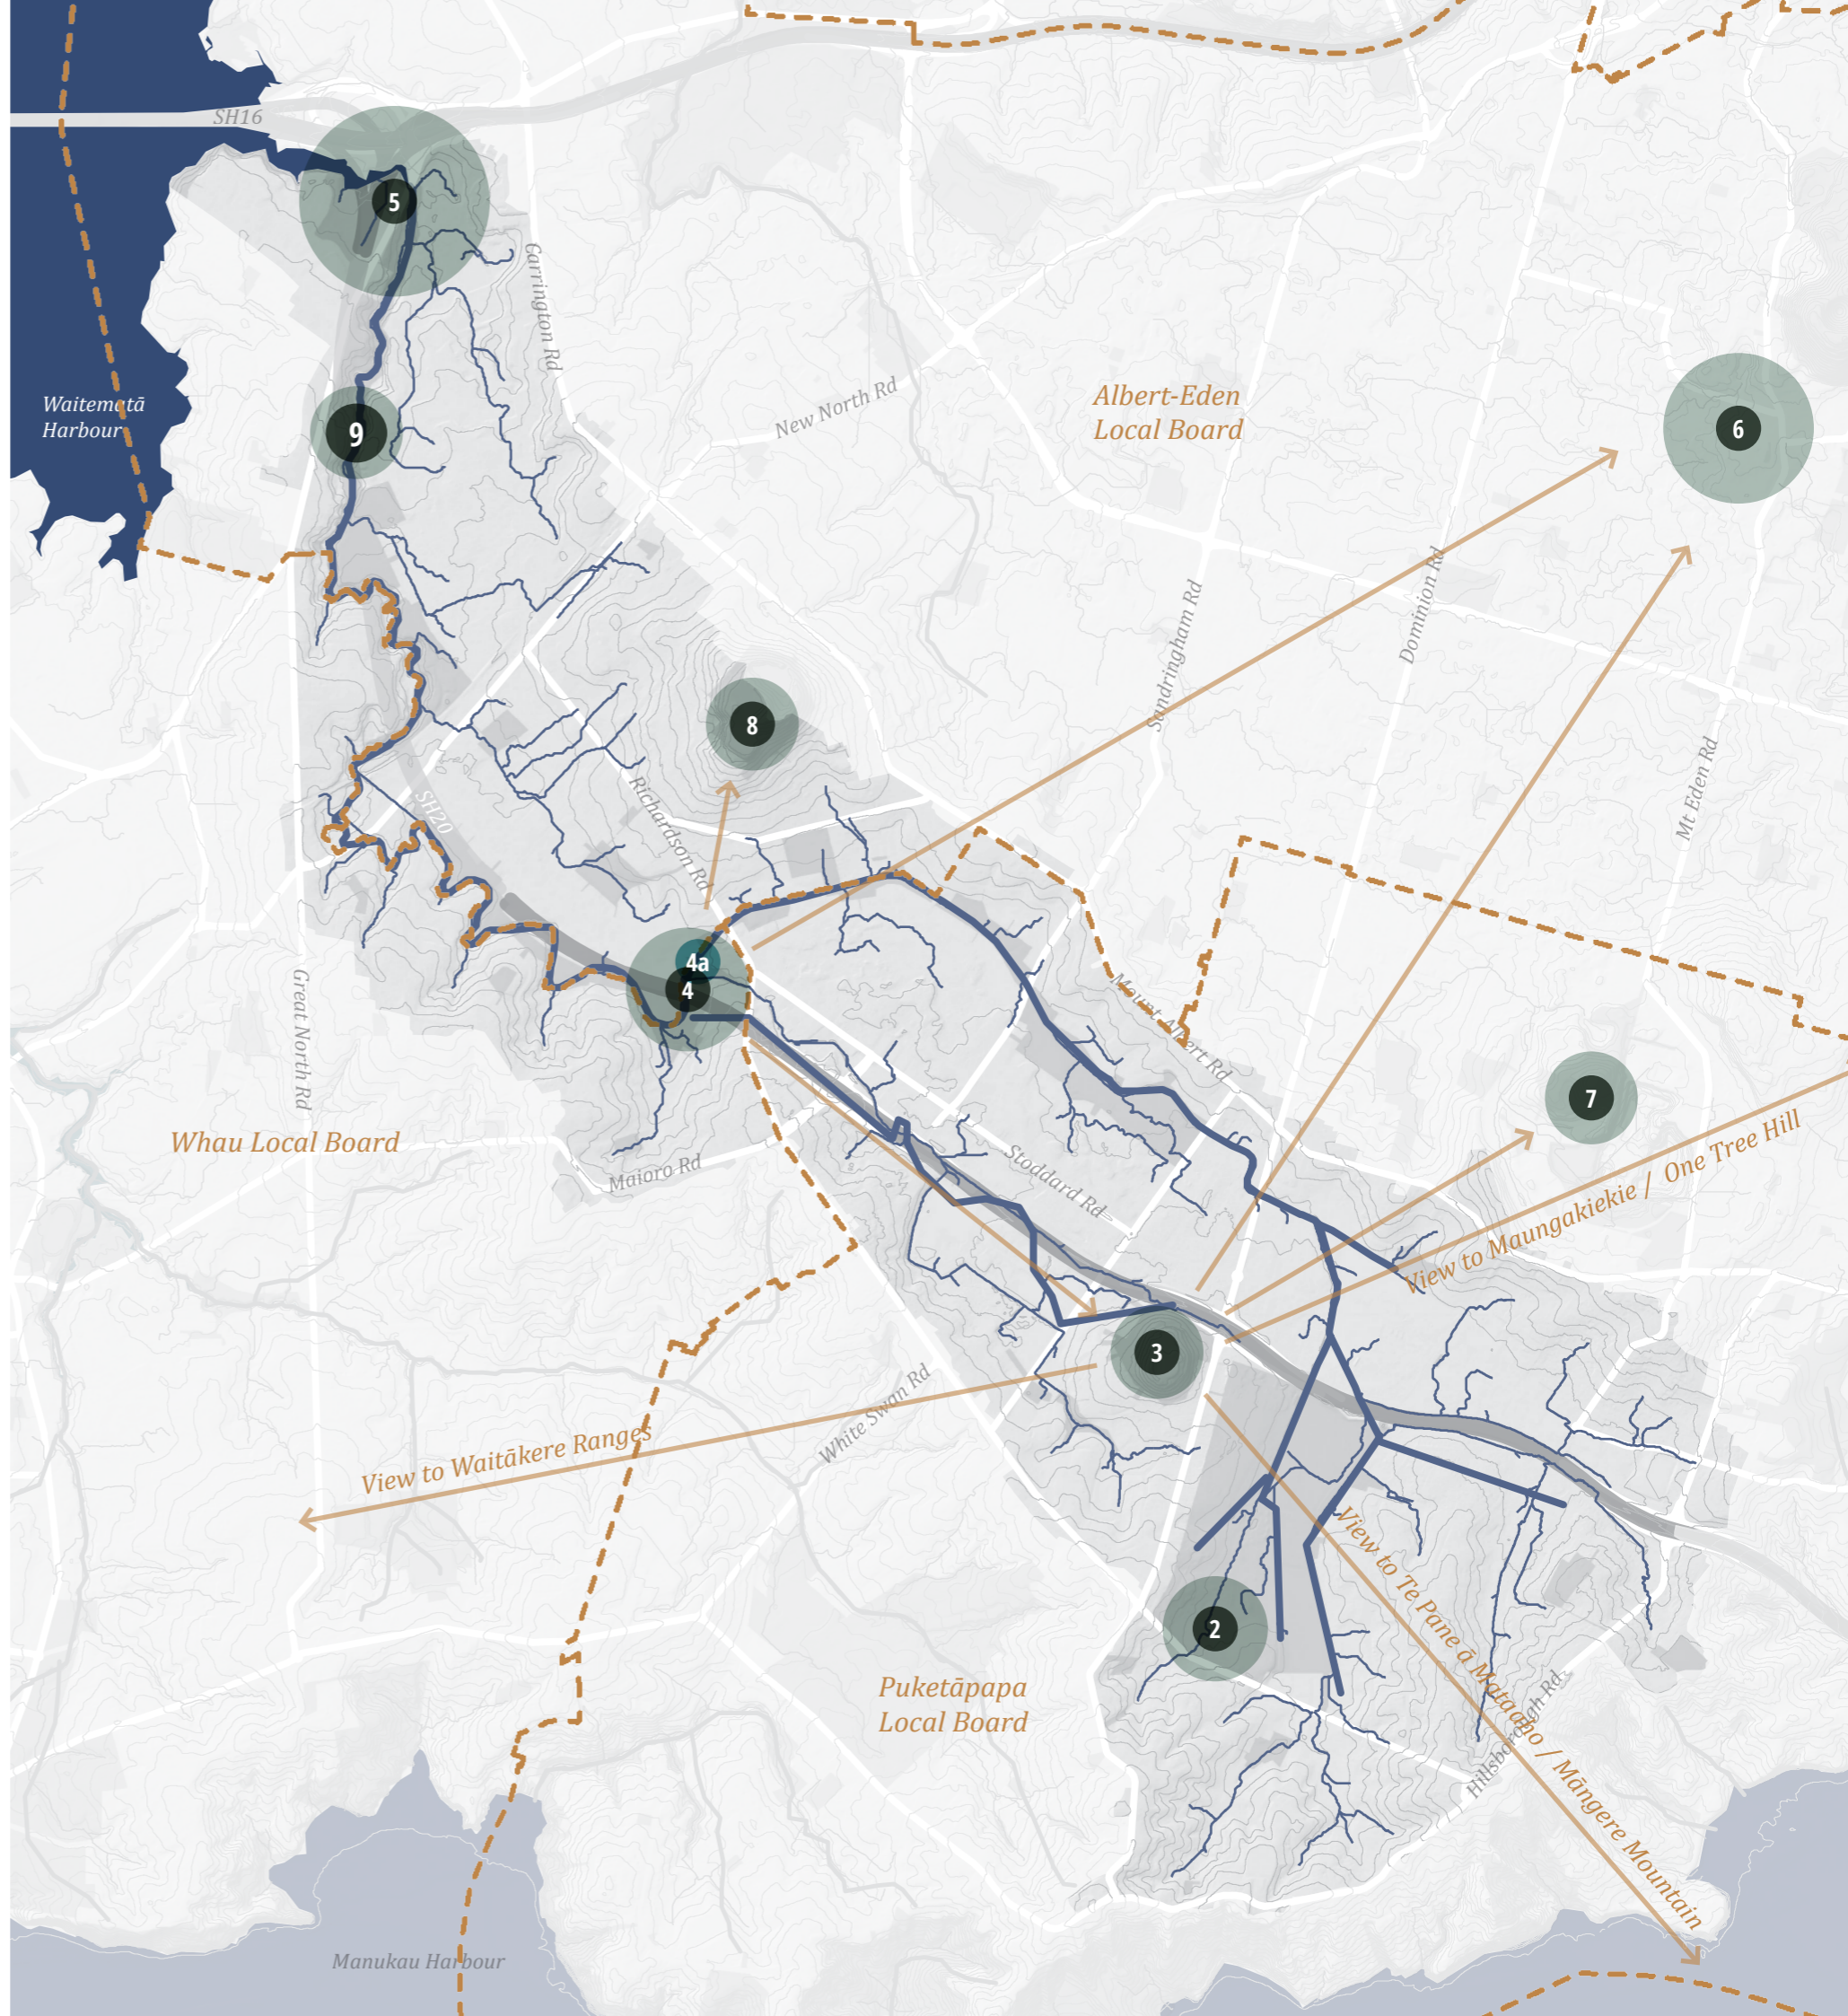 SH16
5
Carrington Rd
Waitematā
Harbour
9
New North Rd
Albert-Eden
Local Board
6
Sandringham Rd
Dominion Rd
8
Mt Eden Rd
SH20
Richardson Rd
4a
4
Great North Rd
Mount Albert Rd
7
Whau Local Board
Maioro Rd
Stoddard Rd
View to Maungakiekie / One Tree Hill
3
White Swan Rd
View to Waitākere Ranges
2
View to Te Pane ā Mataaho / Māngere Mountain
Puketāpapa
Local Board
Hillsborough Rd
Manukau Harbour